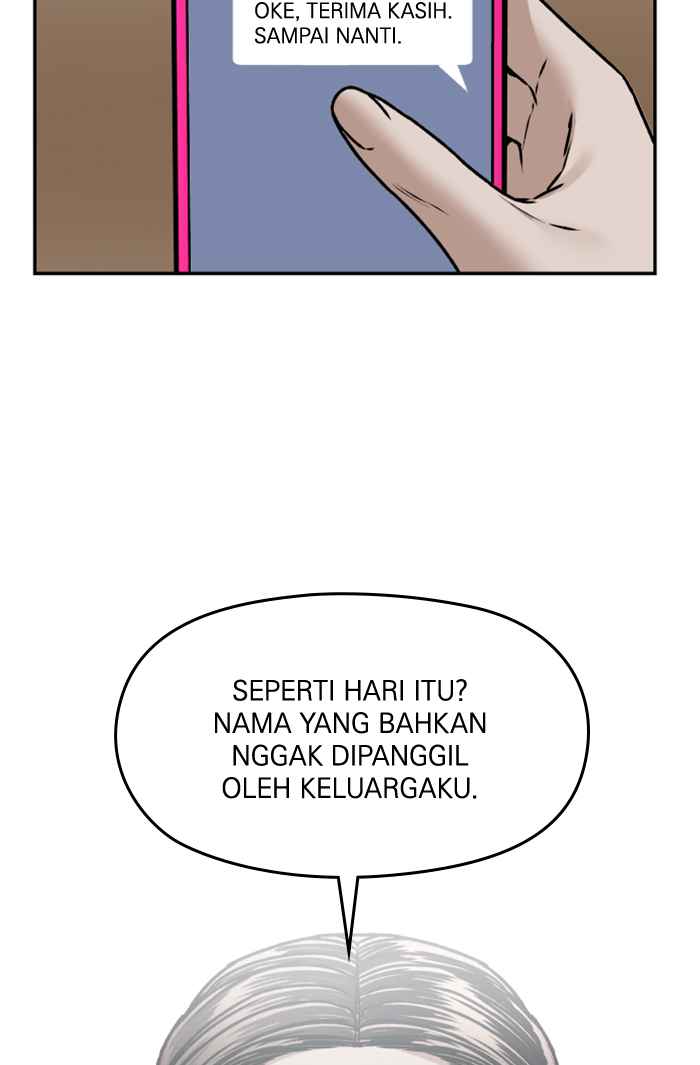 OKE, TERIMA KASIH.
SAMPAI NANTI.
SEPERTI HARI ITU?
NAMA YANG BAHKAN
NGGAK DIPANGGIL
OLEH KELUARGAKU.